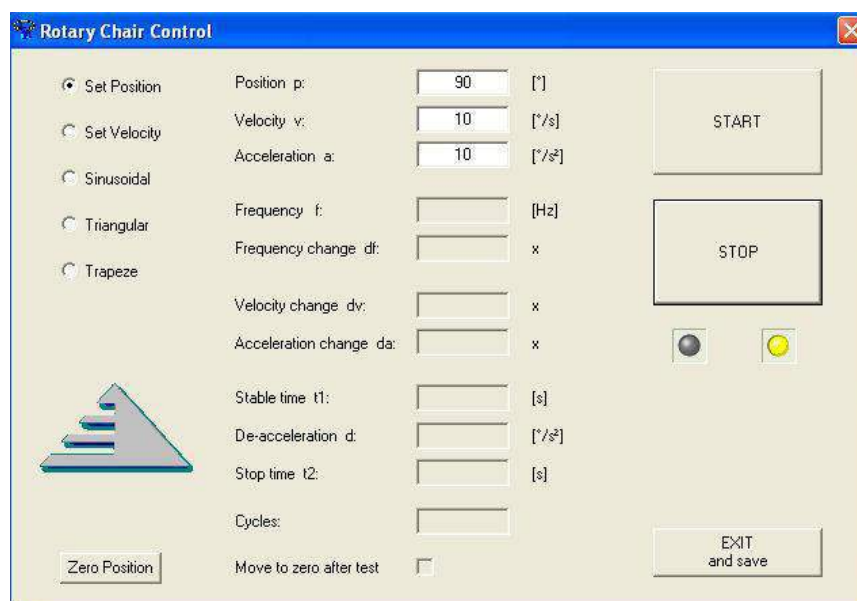 Rotary Chair Control
Set Position
Set Velocity
Sinusoidal
Triangular
Trapeze
Position p: 90 [°]
Velocity v: 10 [°/s]
Acceleration a: 10 [°/s²]
Frequency f: [Hz]
Frequency change df: x
Velocity change dv: x
Acceleration change da: x
Stable time t1: [s]
De-acceleration d: [°/s²]
Stop time t2: [s]
Cycles:
Move to zero after test
Zero Position
START
STOP
EXIT
and save